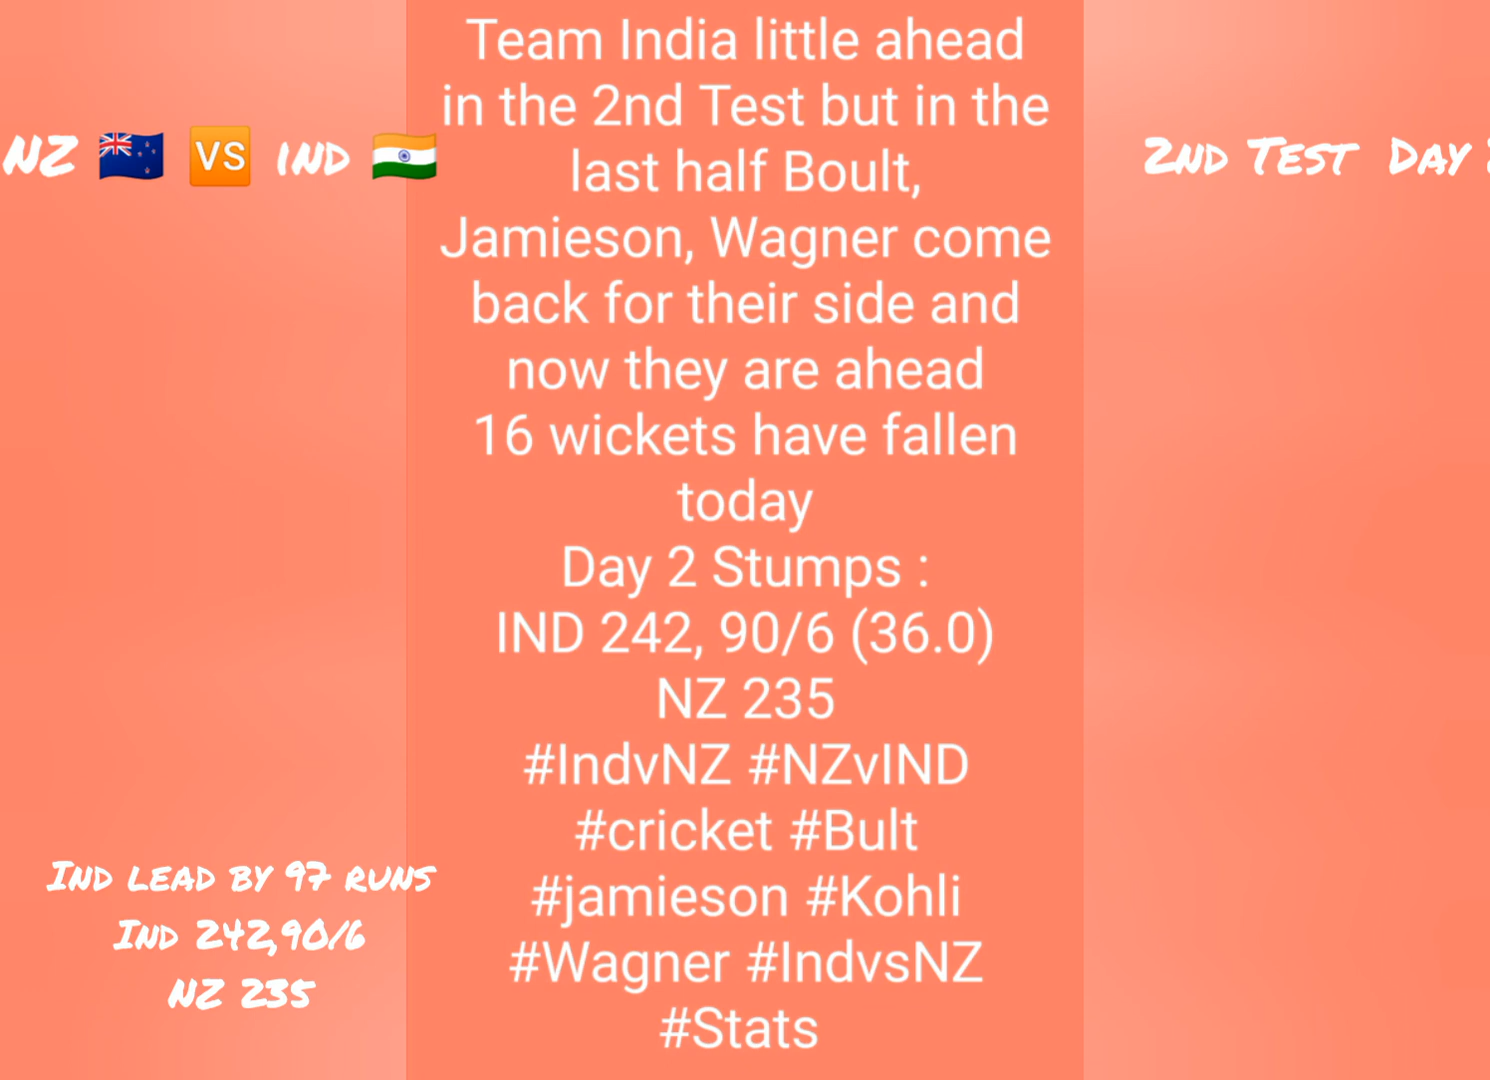 NZ 🇳🇿 🆚 IND 🇮🇳
2nd Test Day
Team India little ahead
in the 2nd Test but in the
last half Boult,
Jamieson, Wagner come
back for their side and
now they are ahead
16 wickets have fallen
today
Day 2 Stumps :
IND 242, 90/6 (36.0)
NZ 235
#IndvNZ #NZvIND
#cricket #Bult
#jamieson #Kohli
#Wagner #IndvsNZ
#Stats
Ind lead by 97 runs
Ind 242,90/6
NZ 235